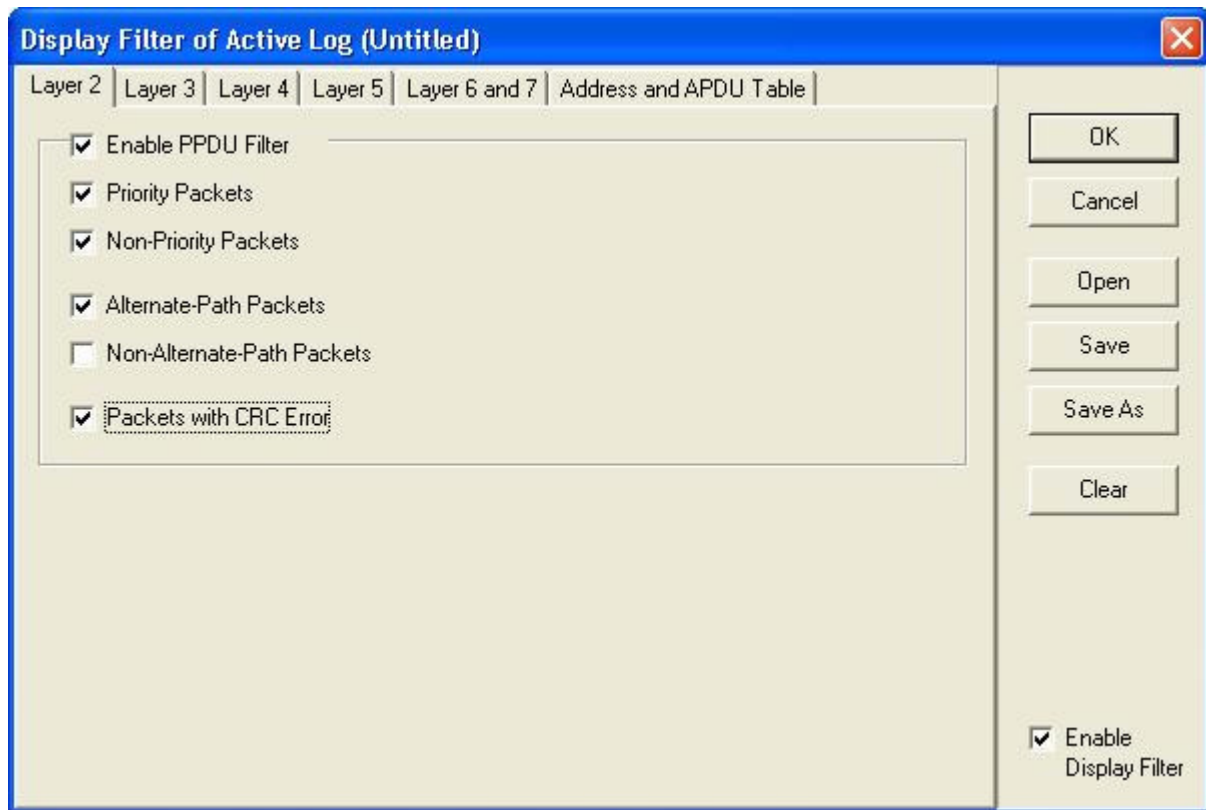 Display Filter of Active Log (Untitled)
Layer 2 Layer 3 Layer 4 Layer 5 Layer 6 and 7 Address and APDU Table
Enable PPDU Filter
Priority Packets
Non-Priority Packets
Alternate-Path Packets
Non-Alternate-Path Packets
Packets with CRC Error
OK
Cancel
Open
Save
Save As
Clear
Enable
Display Filter